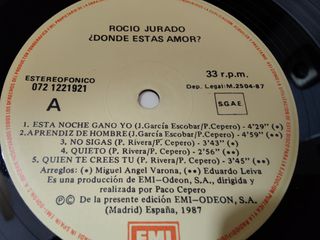 ROCIO JURADO
¿DONDE ESTAS AMOR?
ESTEREOFONICO
072 1221921
33 r.p.m.
Dep. Legal: M.2504-87
A
S.G.A.E.
1. ESTA NOCHE GANO YO (J.García Escobar/P.Cepero) - 4'29" (*)
2. APRENDIZ DE HOMBRE (J.García Escobar/P.Cepero) - 4'51" (**)
3. NO SIGAS (P. Rivera/P.Cepero) - 3'43" (*)
4. QUIETO (P. Rivera/P.Cepero) - 2'56" (**)
5. QUIEN TE CREES TU (P. Rivera/P.Cepero) - 3'45" (**)
Arreglos: (*) Miguel Angel Varona, (**) Eduardo Leiva
Es una producción de EMI-Odeon, S.A., dirigida y
realizada por Paco Cepero
Ⓟ© De la presente edición EMI-ODEON, S.A.
(Madrid) España, 1987
EMI